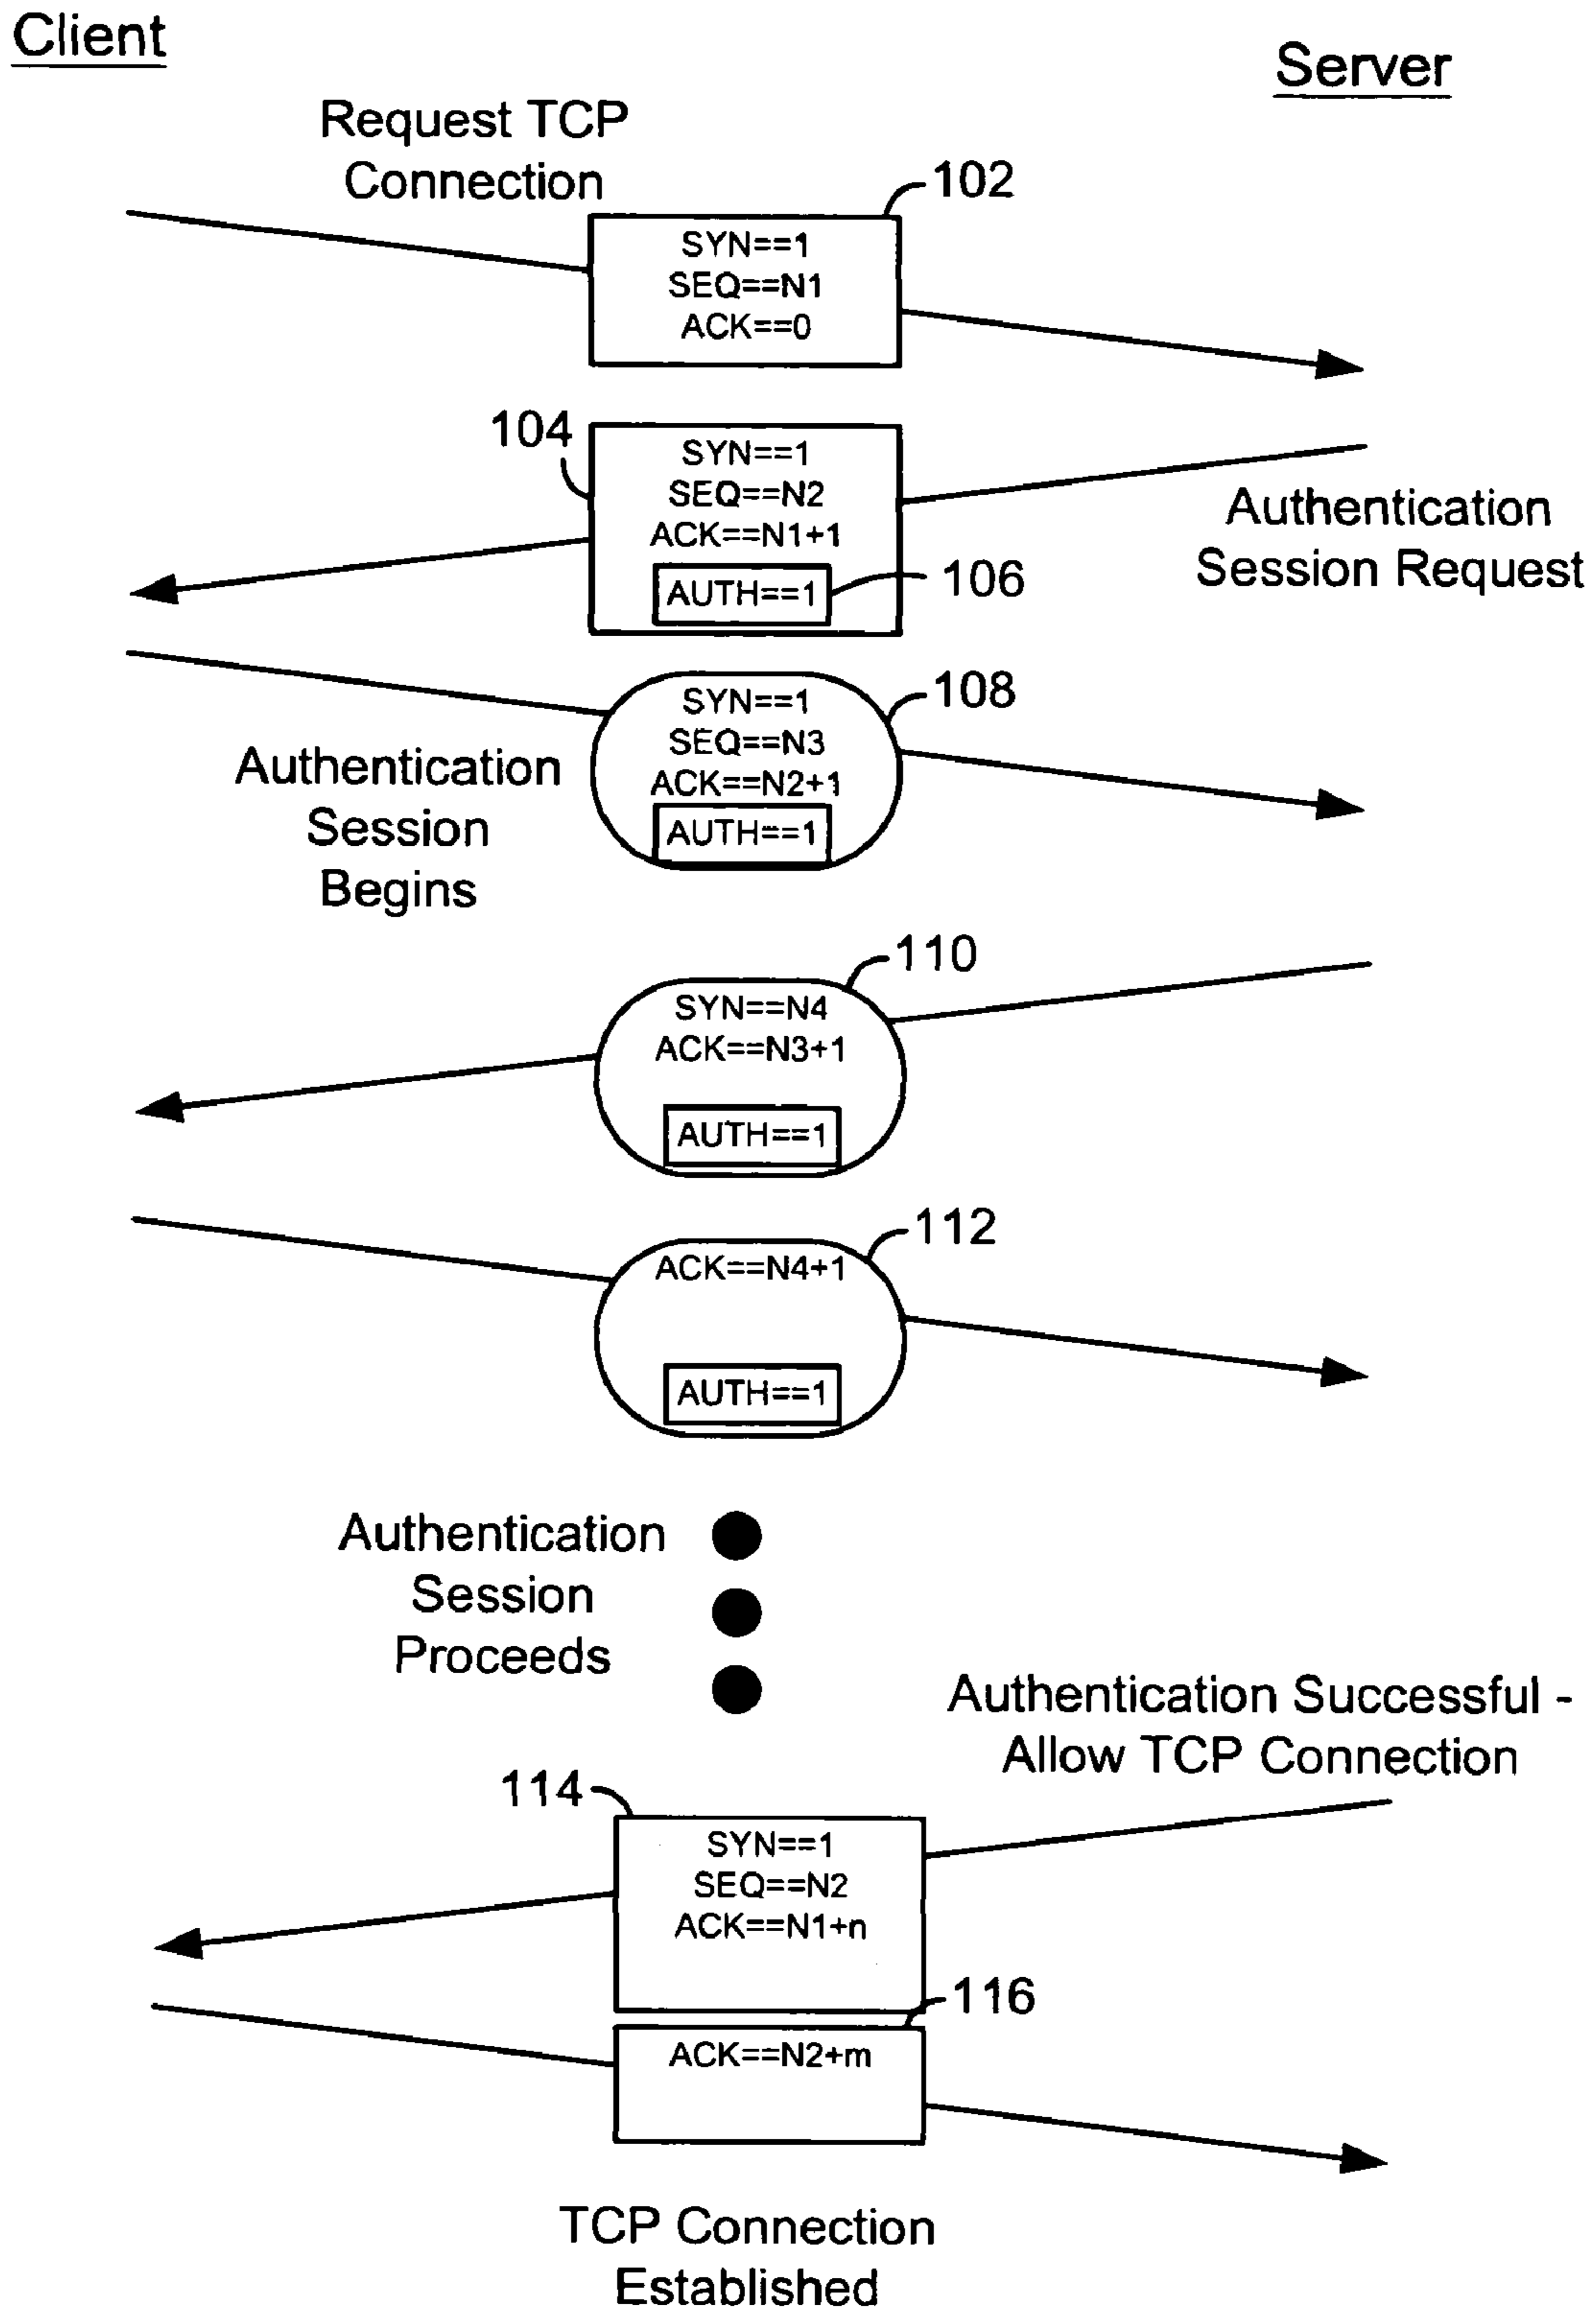 Client
Server
Request TCP
Connection
102
SYN==1
SEQ==N1
ACK==0
104
SYN==1
SEQ==N2
ACK==N1+1
AUTH==1
106
Authentication
Session Request
108
SYN==1
SEQ==N3
ACK==N2+1
AUTH==1
Authentication
Session
Begins
110
SYN==N4
ACK==N3+1
AUTH==1
112
ACK==N4+1
AUTH==1
Authentication
Session
Proceeds
Authentication Successful -
Allow TCP Connection
114
SYN==1
SEQ==N2
ACK==N1+n
116
ACK==N2+m
TCP Connection
Established